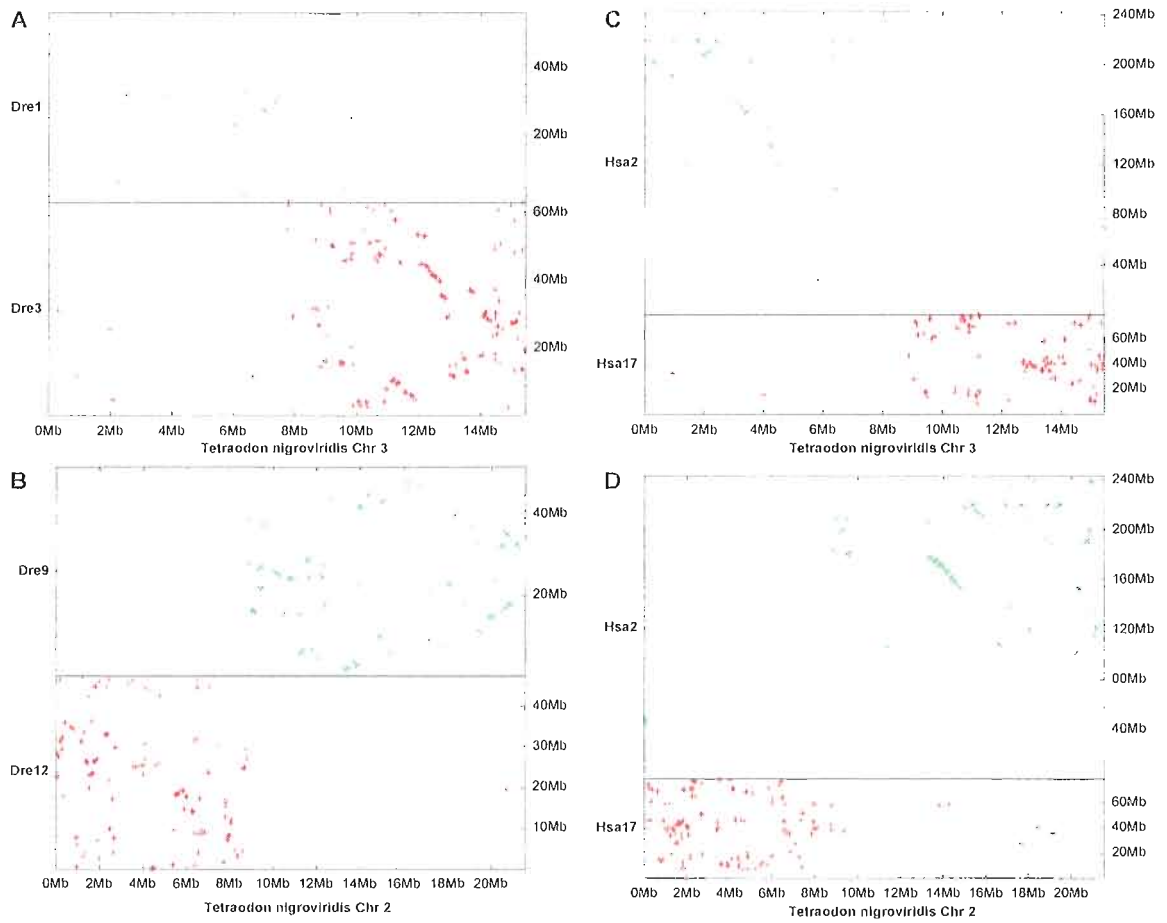 A
40Mb
Dre1
20Mb
60Mb
40Mb
Dre3
20Mb
0Mb 2Mb 4Mb 6Mb 8Mb 10Mb 12Mb 14Mb
Tetraodon nigroviridis Chr 3
C
240Mb
200Mb
160Mb
Hsa2
120Mb
80Mb
40Mb
60Mb
Hsa17
40Mb
20Mb
0Mb 2Mb 4Mb 6Mb 8Mb 10Mb 12Mb 14Mb
Tetraodon nigroviridis Chr 3
B
40Mb
Dre9
20Mb
40Mb
30Mb
Dre12
20Mb
10Mb
0Mb 2Mb 4Mb 6Mb 8Mb 10Mb 12Mb 14Mb 16Mb 18Mb 20Mb
Tetraodon nigroviridis Chr 2
D
240Mb
200Mb
160Mb
Hsa2
120Mb
80Mb
40Mb
60Mb
Hsa17
40Mb
20Mb
0Mb 2Mb 4Mb 6Mb 8Mb 10Mb 12Mb 14Mb 16Mb 18Mb 20Mb
Tetraodon nigroviridis Chr 2